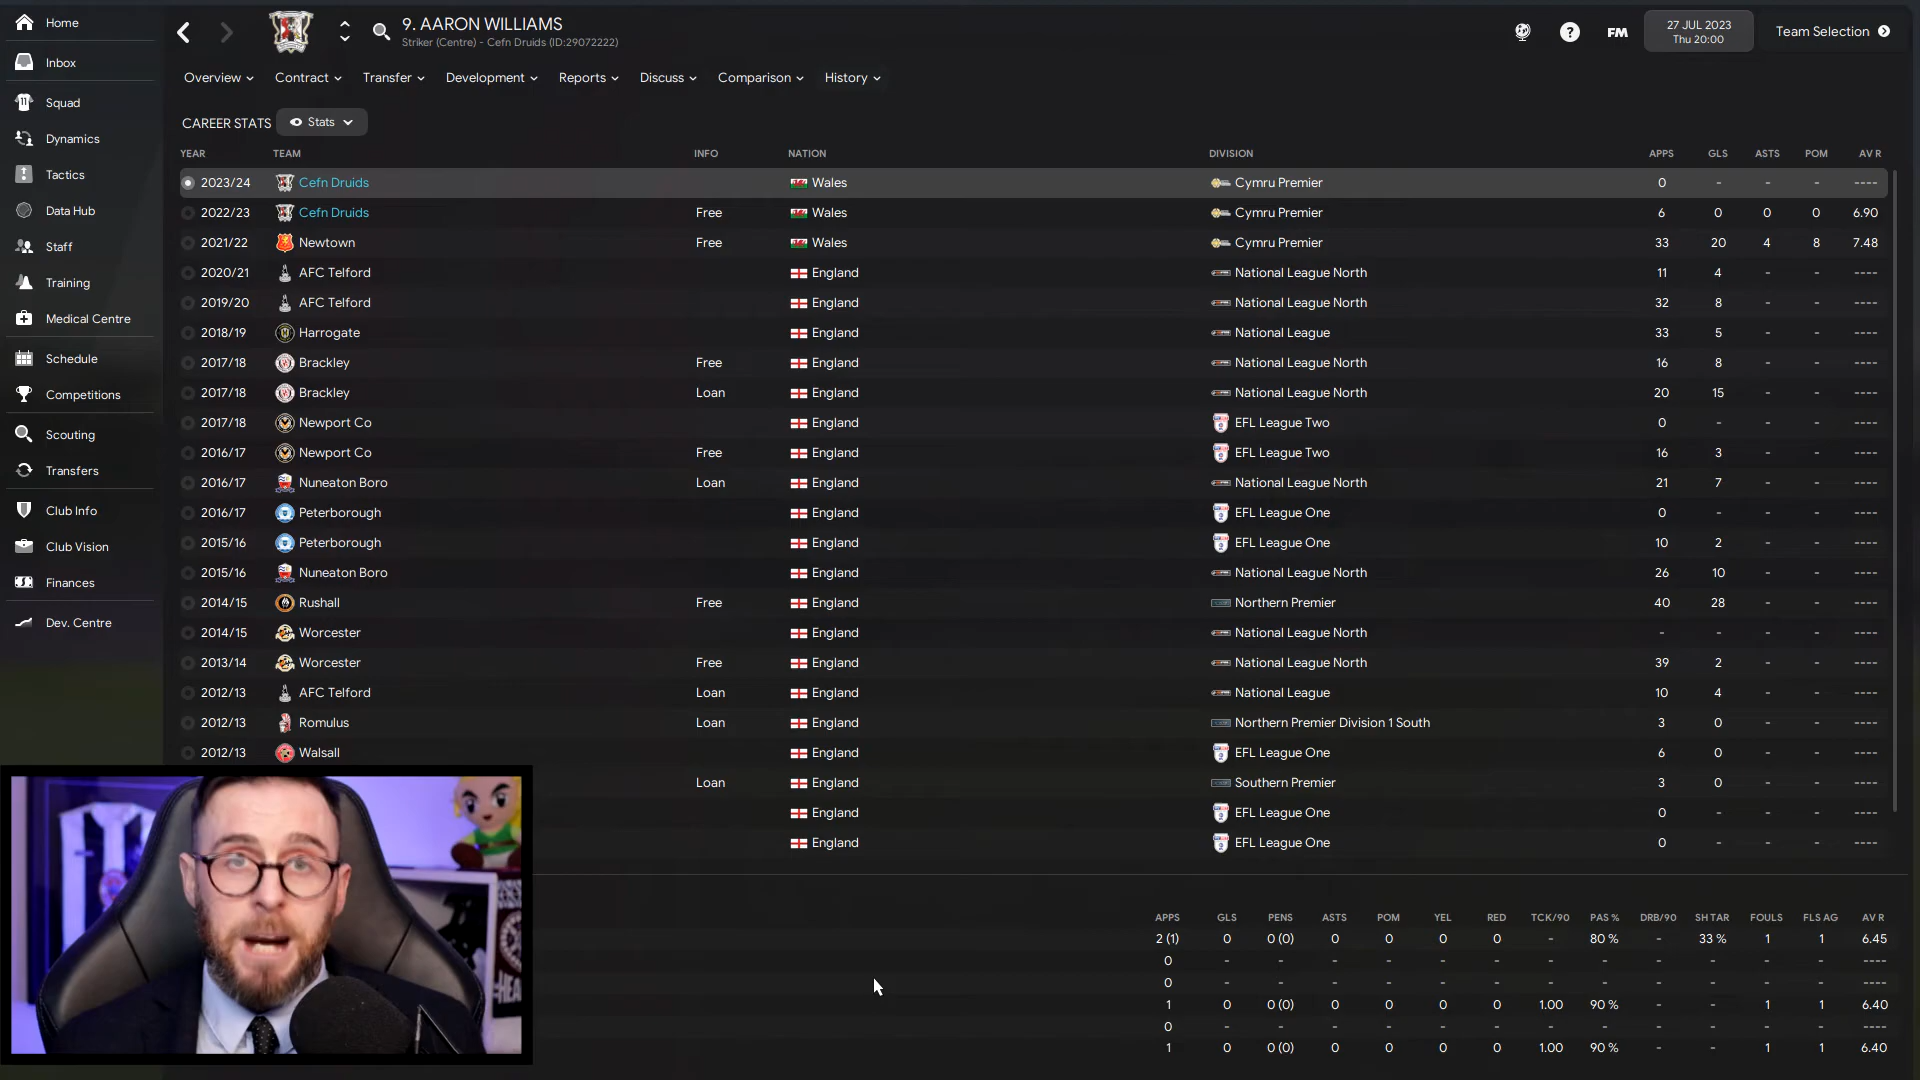 Home
Inbox
Squad
Dynamics
Tactics
Data Hub
Staff
Training
Medical Centre
Schedule
Competitions
Scouting
Transfers
Club Info
Club Vision
Finances
Dev. Centre
9. AARON WILLIAMS
Striker (Centre) - Cefn Druids (ID:29072222)
FM
27 JUL 2023
Thu 20:00
Team Selection
Overview Contract Transfer Development Reports Discuss Comparison History
CAREER STATS Stats
YEAR TEAM INFO NATION DIVISION APPS GLS ASTS POM AV R
2023/24 Cefn Druids Wales Cymru Premier 0 - - - ----
2022/23 Cefn Druids Free Wales Cymru Premier 6 0 0 0 6.90
2021/22 Newtown Free Wales Cymru Premier 33 20 4 8 7.48
2020/21 AFC Telford England National League North 11 4 - - ----
2019/20 AFC Telford England National League North 32 8 - - ----
2018/19 Harrogate England National League 33 5 - - ----
2017/18 Brackley Free England National League North 16 8 - - ----
2017/18 Brackley Loan England National League North 20 15 - - ----
2017/18 Newport Co England EFL League Two 0 - - - ----
2016/17 Newport Co Free England EFL League Two 16 3 - - ----
2016/17 Nuneaton Boro Loan England National League North 21 7 - - ----
2016/17 Peterborough England EFL League One 0 - - - ----
2015/16 Peterborough England EFL League One 10 2 - - ----
2015/16 Nuneaton Boro England National League North 26 10 - - ----
2014/15 Rushall Free England Northern Premier 40 28 - - ----
2014/15 Worcester England National League North - - - - ----
2013/14 Worcester Free England National League North 39 2 - - ----
2012/13 AFC Telford Loan England National League 10 4 - - ----
2012/13 Romulus Loan England Northern Premier Division 1 South 3 0 - - ----
2012/13 Walsall England EFL League One 6 0 - - ----
Loan England Southern Premier 3 0 - - ----
England EFL League One 0 - - - ----
England EFL League One 0 - - - ----
APPS GLS PENS ASTS POM YEL RED TCK/90 PAS % DRB/90 SH TAR FOULS FLS AG AV R
2 (1) 0 0 (0) 0 0 0 0 - 80 % - 33 % 1 1 6.45
0 - - - - - - - - - - - - ----
0 - - - - - - - - - - - - ----
1 0 0 (0) 0 0 0 0 1.00 90 % - - 1 1 6.40
0 - - - - - - - - - - - - ----
1 0 0 (0) 0 0 0 0 1.00 90 % - - 1 1 6.40